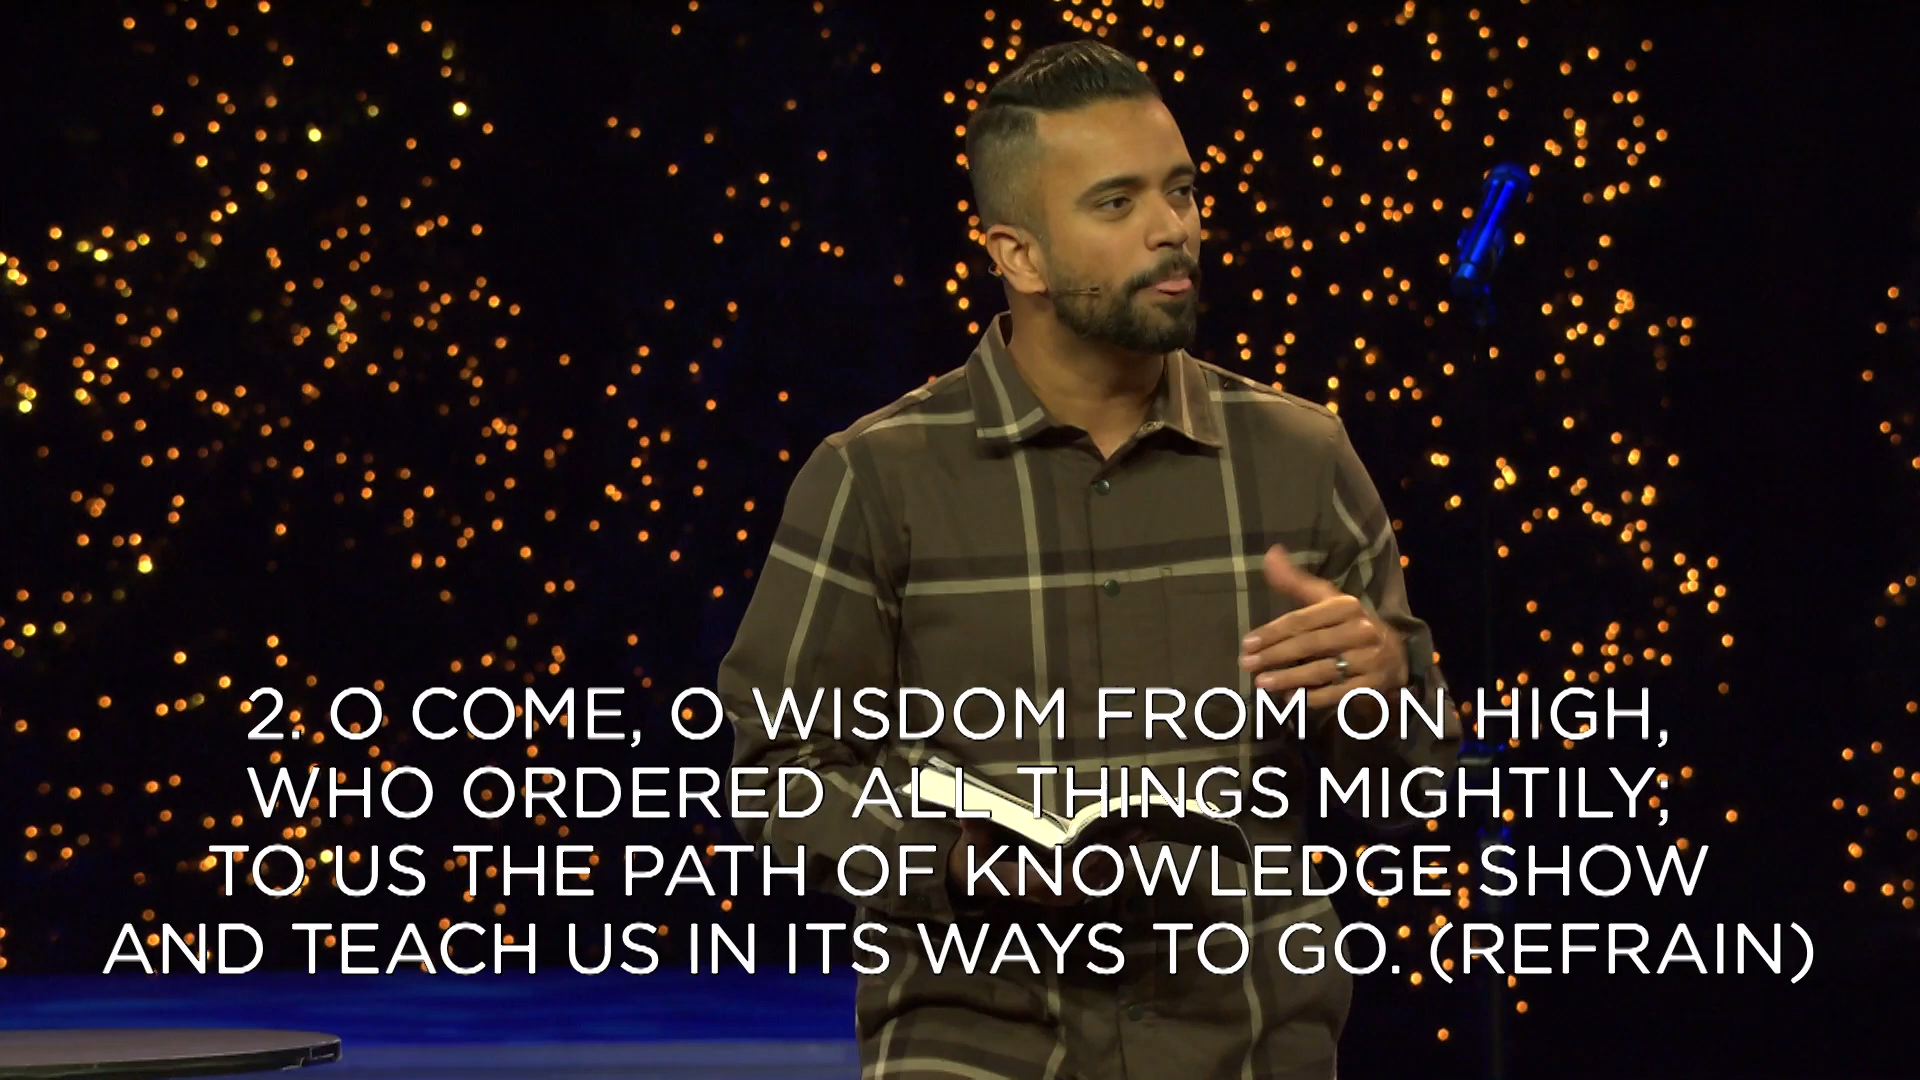 2. O COME, O WISDOM FROM ON HIGH,
WHO ORDERED ALL THINGS MIGHTILY;
TO US THE PATH OF KNOWLEDGE SHOW
AND TEACH US IN ITS WAYS TO GO. (REFRAIN)